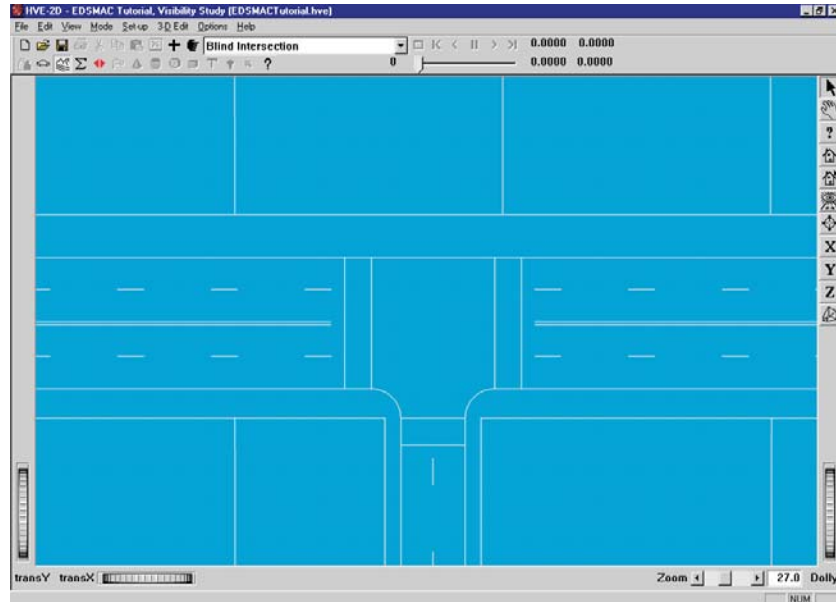 HVE-2D - EDSMAC Tutorial, Visibility Study (EDSMACTutorial.hve)
File Edit View Mode Set-up 3-D Edit Options Help
Blind Intersection 0.0000 0.0000
? 0 0.0000 0.0000
?
X
Y
Z
transY transX Zoom 27.0 Dolly
NUM